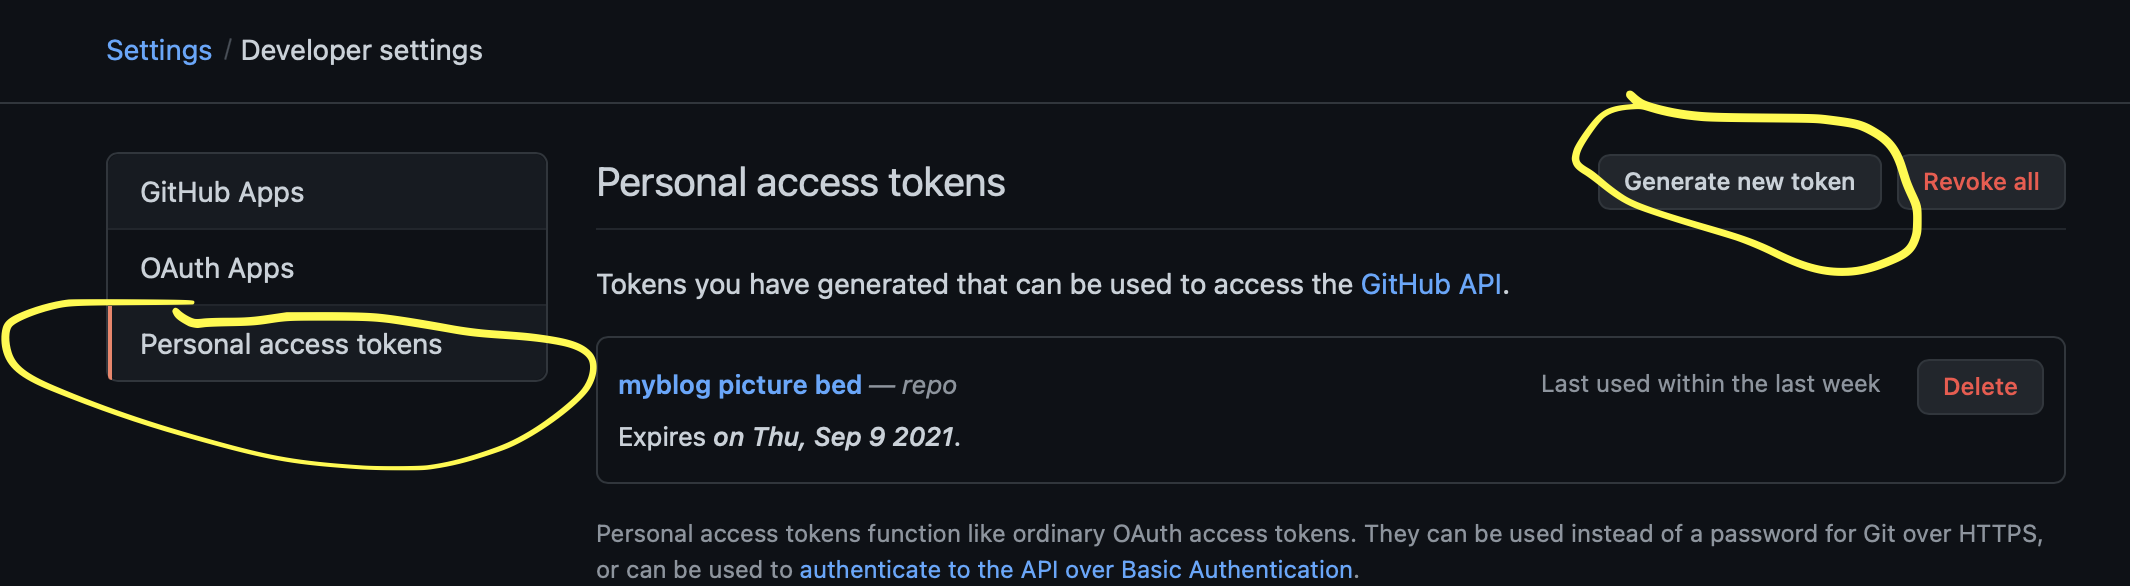 Settings / Developer settings
GitHub Apps
OAuth Apps
Personal access tokens
Personal access tokens
Generate new token
Revoke all
Tokens you have generated that can be used to access the GitHub API.
myblog picture bed — repo
Last used within the last week
Delete
Expires on Thu, Sep 9 2021.
Personal access tokens function like ordinary OAuth access tokens. They can be used instead of a password for Git over HTTPS,
or can be used to authenticate to the API over Basic Authentication.